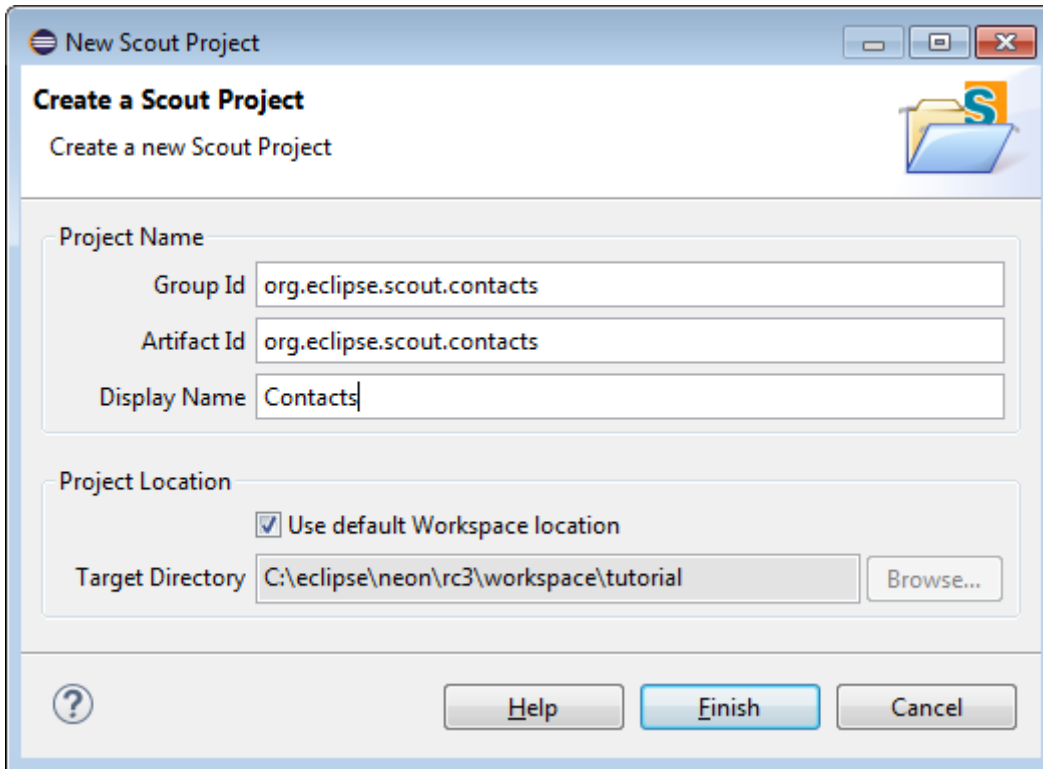 New Scout Project
Create a Scout Project
Create a new Scout Project
S
Project Name
Group Id org.eclipse.scout.contacts
Artifact Id org.eclipse.scout.contacts
Display Name Contacts
Project Location
Use default Workspace location
Target Directory C:\eclipse\neon\rc3\workspace\tutorial Browse...
? Help Finish Cancel